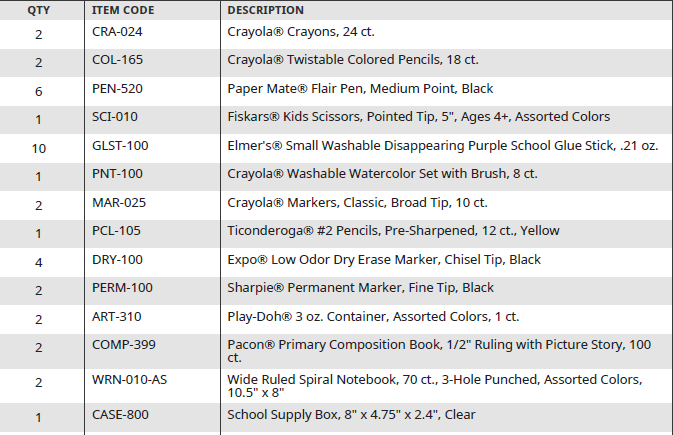 QTY ITEM CODE DESCRIPTION
2 CRA-024 Crayola® Crayons, 24 ct.
2 COL-165 Crayola® Twistable Colored Pencils, 18 ct.
6 PEN-520 Paper Mate® Flair Pen, Medium Point, Black
1 SCI-010 Fiskars® Kids Scissors, Pointed Tip, 5", Ages 4+, Assorted Colors
10 GLST-100 Elmer's® Small Washable Disappearing Purple School Glue Stick, .21 oz.
1 PNT-100 Crayola® Washable Watercolor Set with Brush, 8 ct.
2 MAR-025 Crayola® Markers, Classic, Broad Tip, 10 ct.
1 PCL-105 Ticonderoga® #2 Pencils, Pre-Sharpened, 12 ct., Yellow
4 DRY-100 Expo® Low Odor Dry Erase Marker, Chisel Tip, Black
2 PERM-100 Sharpie® Permanent Marker, Fine Tip, Black
2 ART-310 Play-Doh® 3 oz. Container, Assorted Colors, 1 ct.
2 COMP-399 Pacon® Primary Composition Book, 1/2" Ruling with Picture Story, 100
ct.
2 WRN-010-AS Wide Ruled Spiral Notebook, 70 ct., 3-Hole Punched, Assorted Colors,
10.5" x 8"
1 CASE-800 School Supply Box, 8" x 4.75" x 2.4", Clear